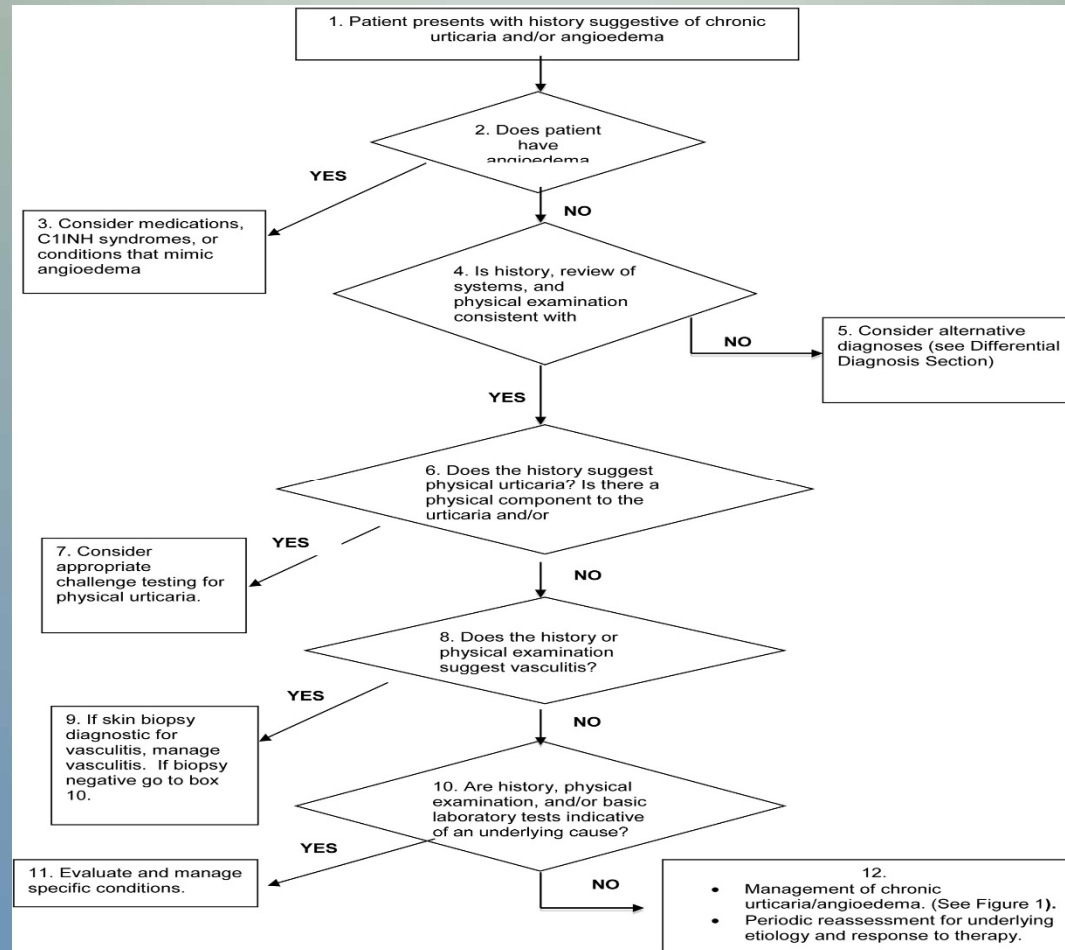 1. Patient presents with history suggestive of chronic
urticaria and/or angioedema
2. Does patient
have
angioedema
YES
NO
3. Consider medications,
C1INH syndromes, or
conditions that mimic
angioedema
4. Is history, review of
systems, and
physical examination
consistent with
NO
5. Consider alternative
diagnoses (see Differential
Diagnosis Section)
YES
6. Does the history suggest
physical urticaria? Is there a
physical component to the
urticaria and/or
YES
7. Consider
appropriate
challenge testing for
physical urticaria.
NO
8. Does the history or
physical examination
suggest vasculitis?
YES
9. If skin biopsy
diagnostic for
vasculitis, manage
vasculitis. If biopsy
negative go to box
10.
NO
10. Are history, physical
examination, and/or basic
laboratory tests indicative
of an underlying cause?
YES
11. Evaluate and manage
specific conditions.
NO
12.
• Management of chronic
urticaria/angioedema. (See Figure 1).
• Periodic reassessment for underlying
etiology and response to therapy.